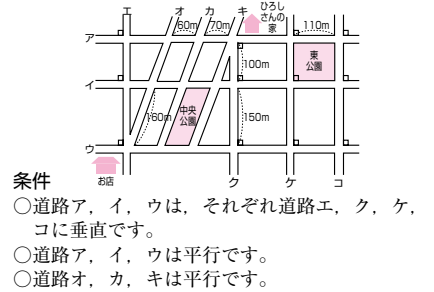 エ オ カ キ ひろし
さんの
家
60m 70m 110m
ア
東
公園
100m
イ
160m 中央
公園 150m
ウ
お店 ク ケ コ
条件
○道路ア，イ，ウは，それぞれ道路エ，ク，ケ，
コに垂直です。
○道路ア，イ，ウは平行です。
○道路オ，カ，キは平行です。